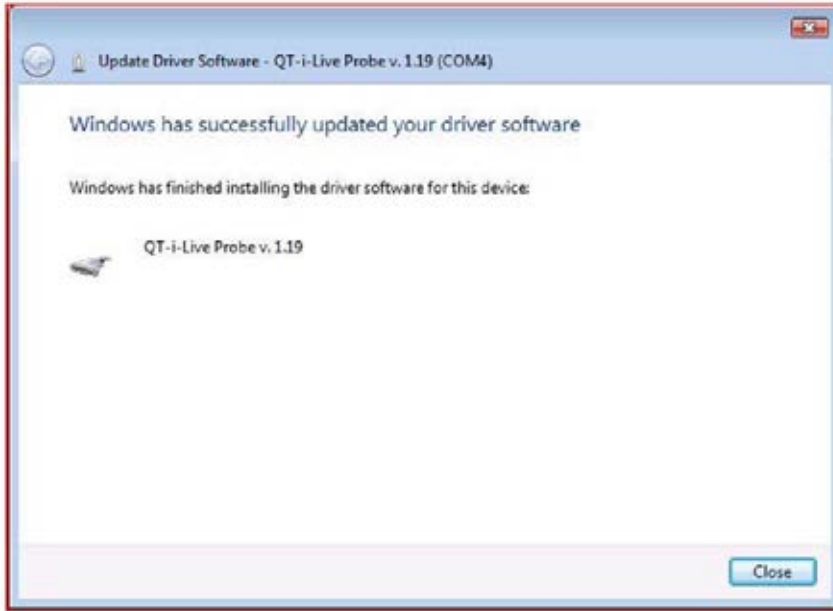 Update Driver Software - QT-i-Live Probe v. 1.19 (COM4)
Windows has successfully updated your driver software
Windows has finished installing the driver software for this device:
QT-i-Live Probe v. 1.19
Close